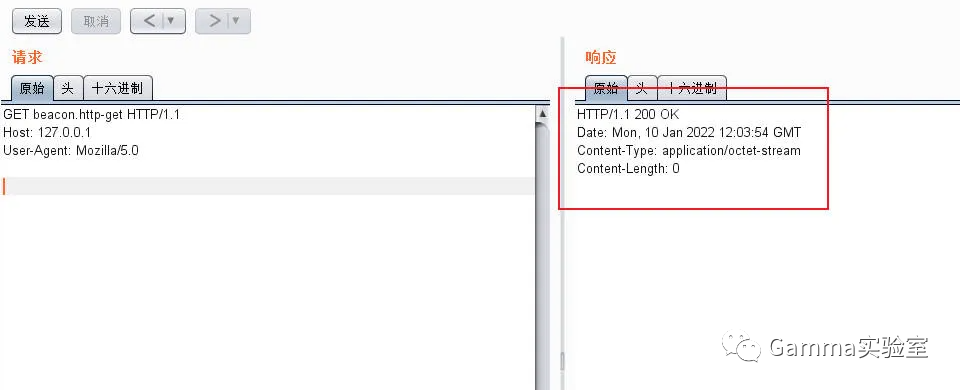 发送 取消 < >
请求
原始 头 十六进制
GET beacon.http-get HTTP/1.1
Host: 127.0.0.1
User-Agent: Mozilla/5.0
响应
原始 头 十六进制
HTTP/1.1 200 OK
Date: Mon, 10 Jan 2022 12:03:54 GMT
Content-Type: application/octet-stream
Content-Length: 0
Gamma实验室